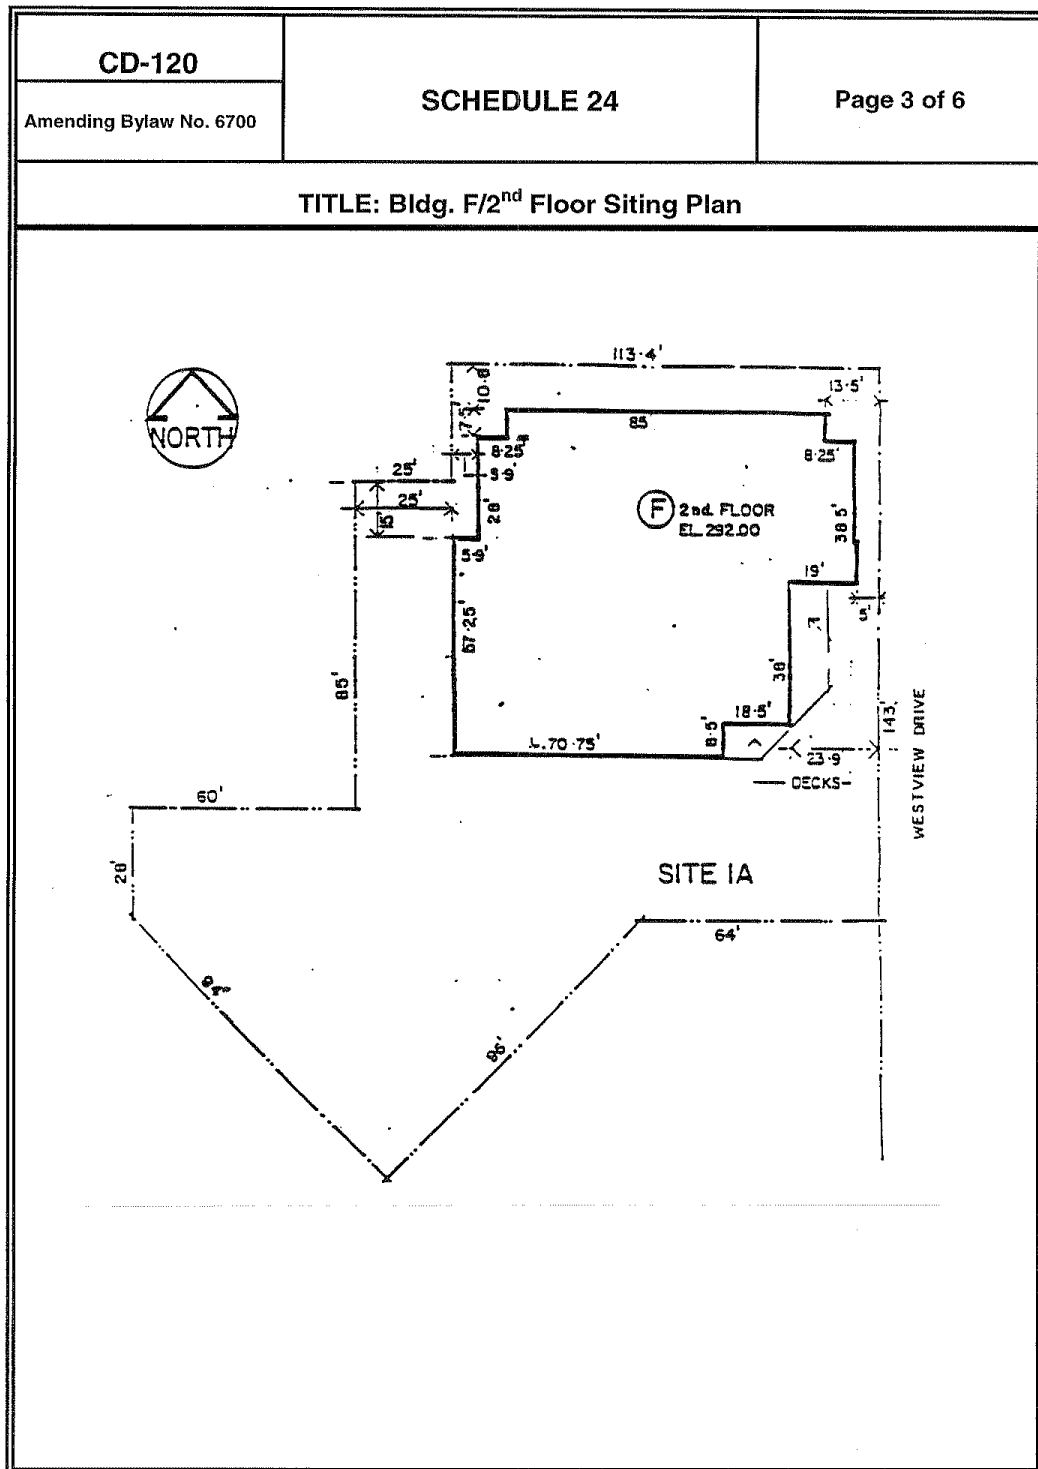 CD-120
Amending Bylaw No. 6700
SCHEDULE 24
Page 3 of 6
TITLE: Bldg. F/2nd Floor Siting Plan
113.4'
10.8
13.5'
7.5'
85'
8.25'
8.25'
NORTH
25'
5.9'
25'
28'
F
2nd. FLOOR
EL.292.00
38.5'
15'
5.9'
19'
5'
57.25'
38'
85'
18.5'
143'
8.5'
70.75'
23.9
WESTVIEW DRIVE
DECKS
60'
28'
SITE 1A
64'
96'